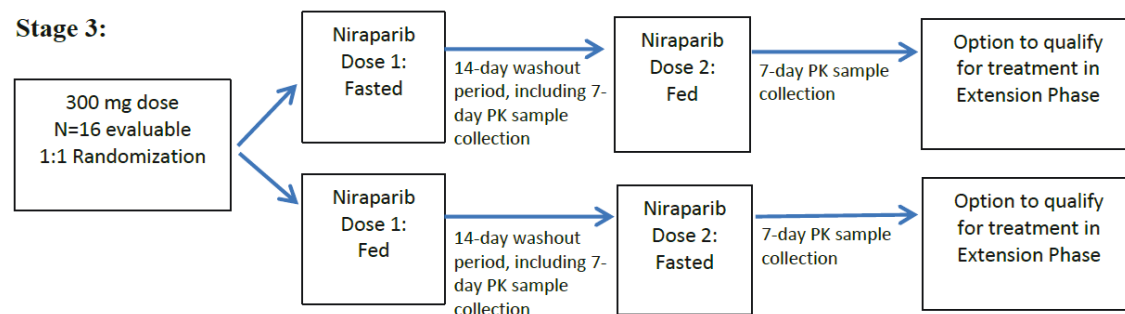 Stage 3:
300 mg dose
N=16 evaluable
1:1 Randomization
Niraparib
Dose 1:
Fasted
14-day washout
period, including 7-
day PK sample
collection
Niraparib
Dose 2:
Fed
7-day PK sample
collection
Option to qualify
for treatment in
Extension Phase
Niraparib
Dose 1:
Fed
14-day washout
period, including 7-
day PK sample
collection
Niraparib
Dose 2:
Fasted
7-day PK sample
collection
Option to qualify
for treatment in
Extension Phase